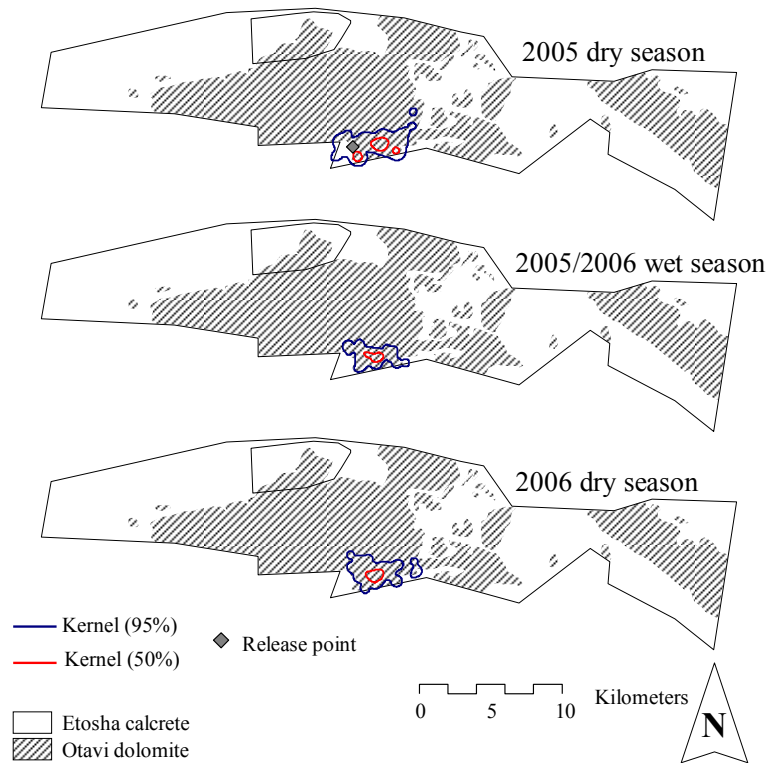 2005 dry season
2005/2006 wet season
2006 dry season
Kernel (95%)
Kernel (50%)
Release point
Etosha calcrete
Otavi dolomite
Kilometers
0 5 10
N